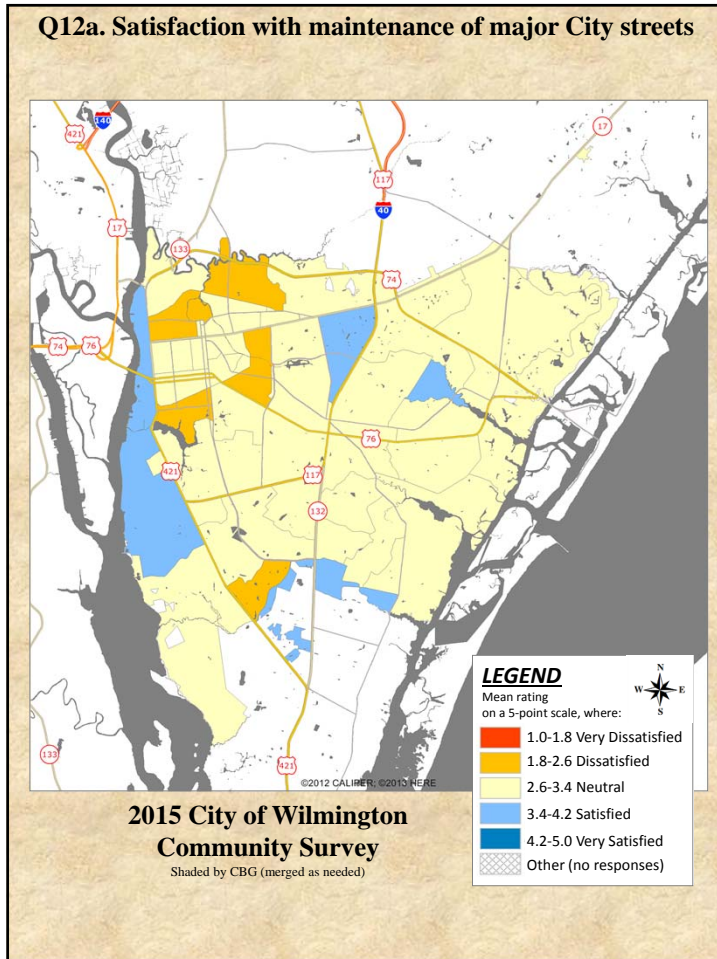 Q12a. Satisfaction with maintenance of major City streets
140
421
17
117
40
17
133
74
74
76
76
421
117
132
133
421
©2012 CALIPER; ©2013 HERE
LEGEND
Mean rating
on a 5-point scale, where:
N
W E
S
1.0-1.8 Very Dissatisfied
1.8-2.6 Dissatisfied
2.6-3.4 Neutral
3.4-4.2 Satisfied
4.2-5.0 Very Satisfied
Other (no responses)
2015 City of Wilmington
Community Survey
Shaded by CBG (merged as needed)